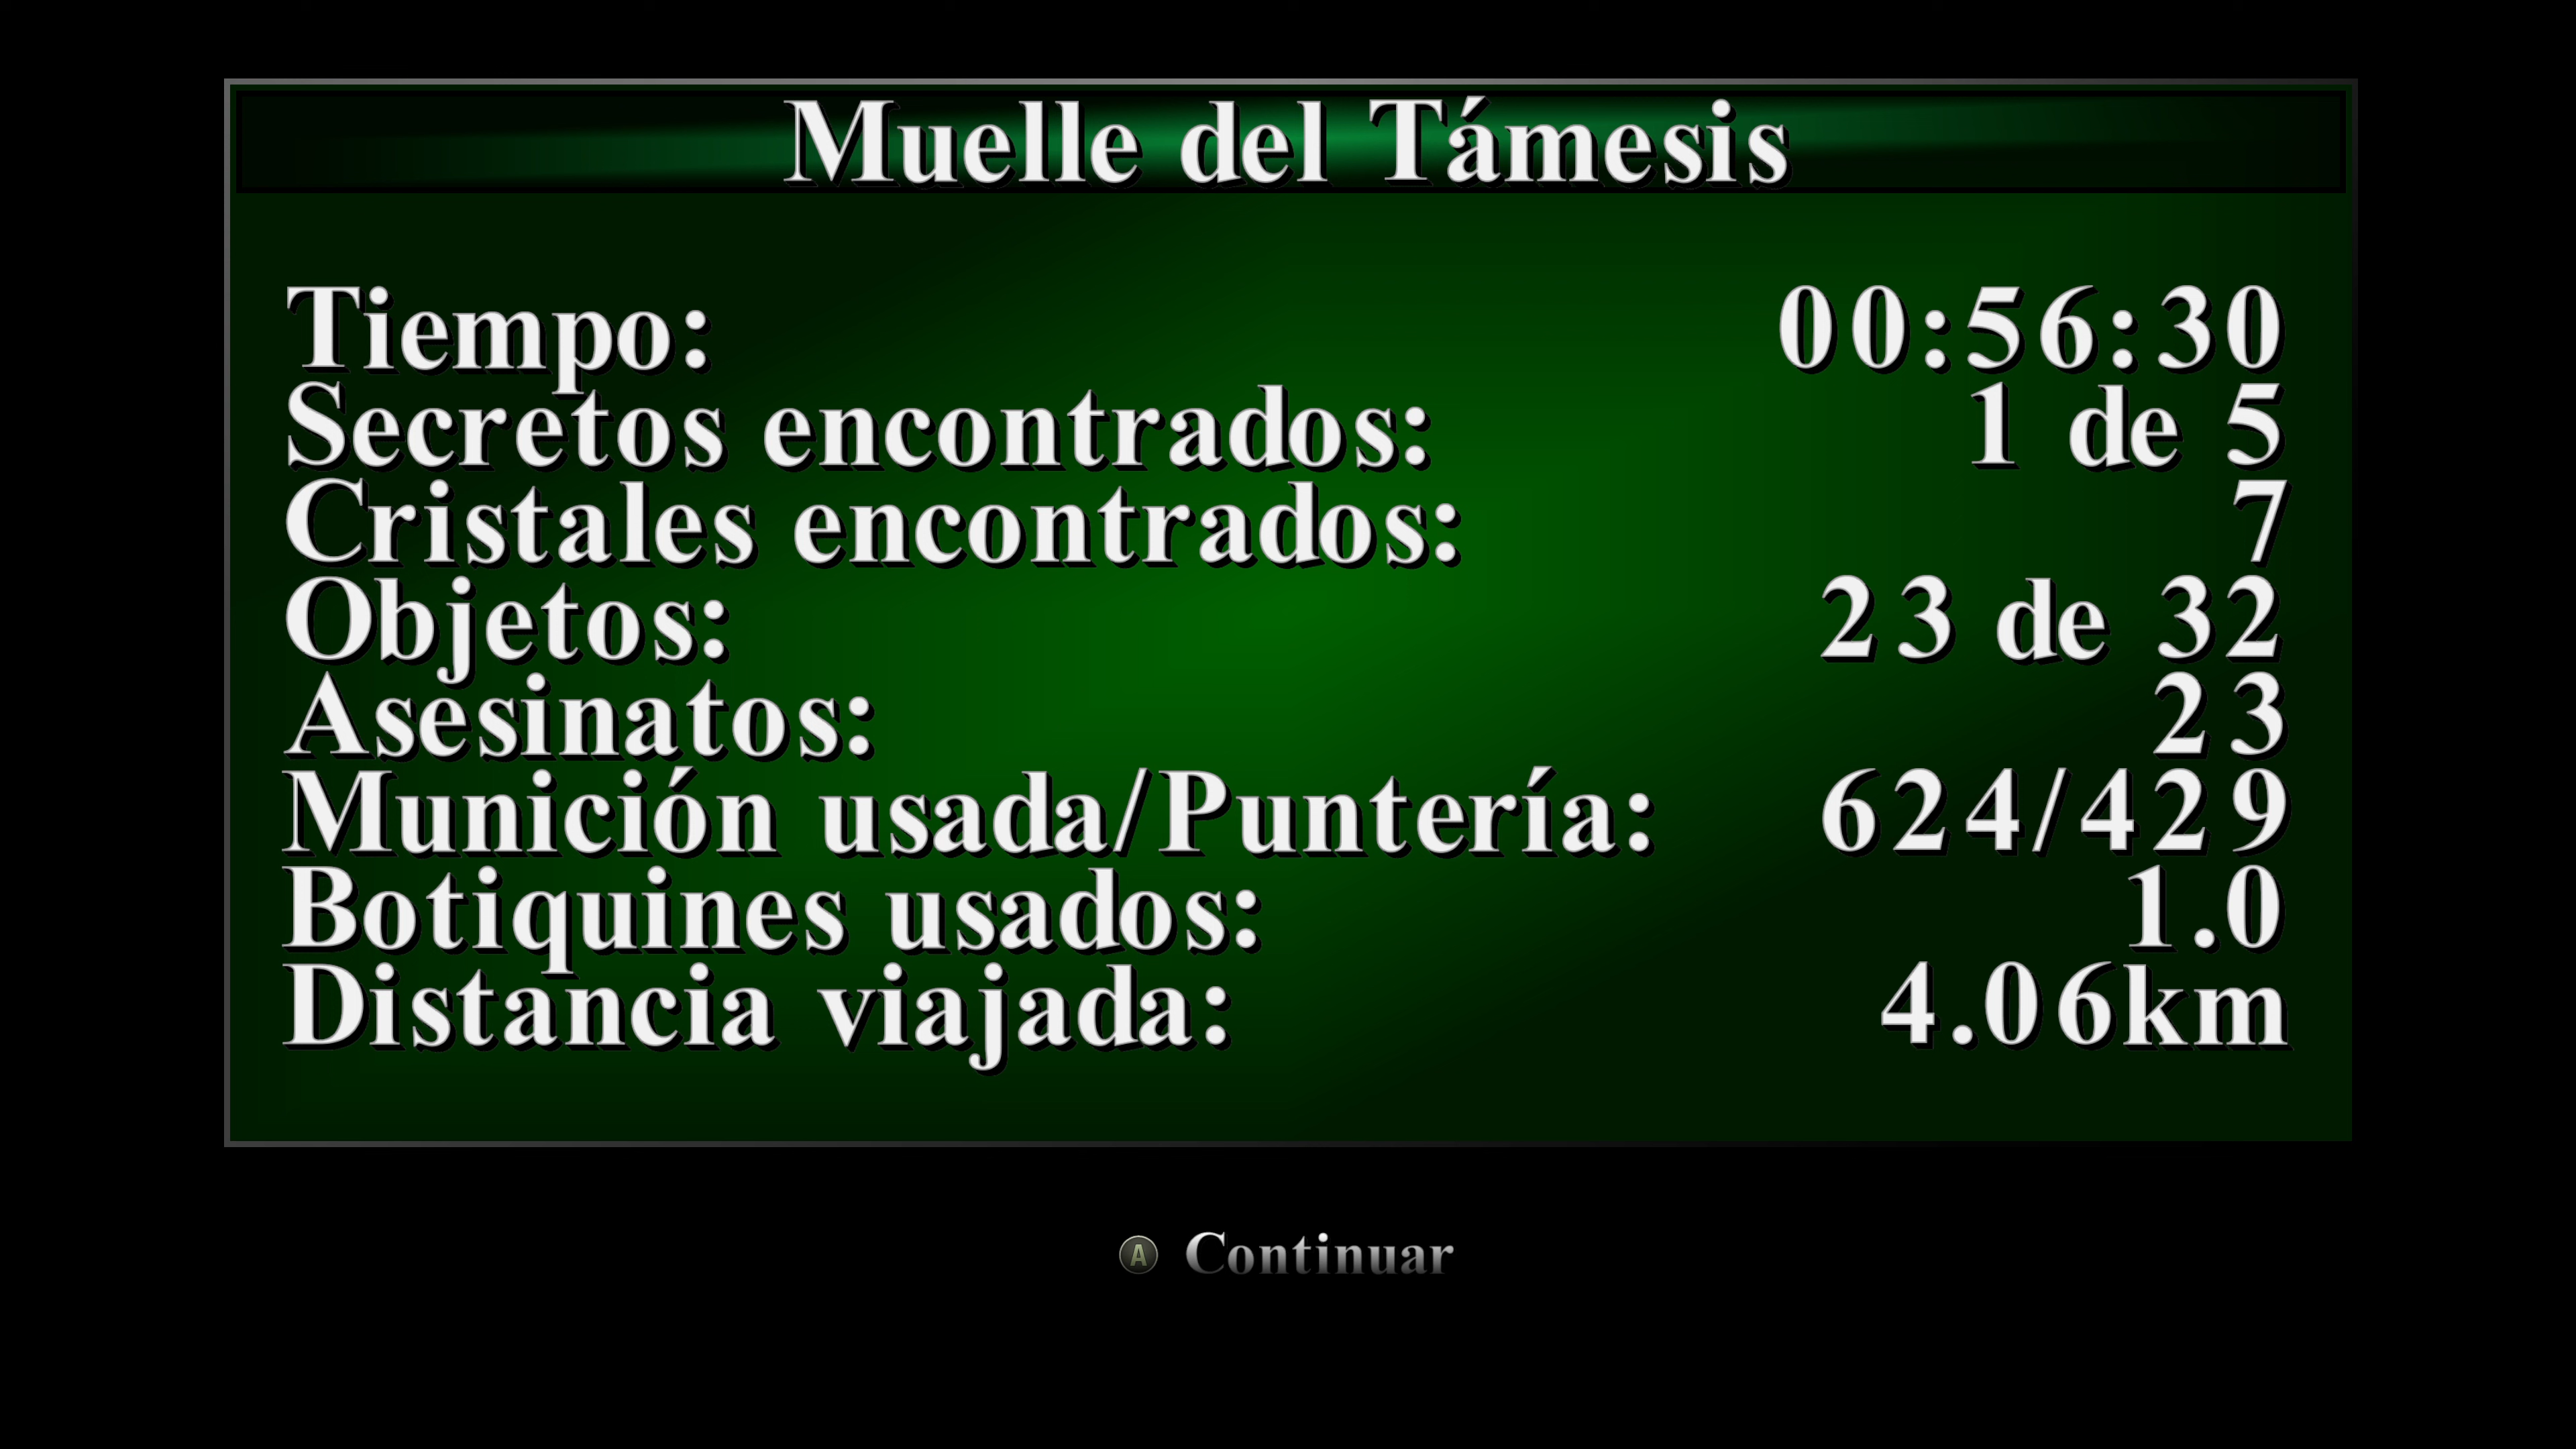 Muelle del Támesis
Tiempo: 00:56:30
Secretos encontrados: 1 de 5
Cristales encontrados: 7
Objetos: 23 de 32
Asesinatos: 23
Munición usada/Puntería: 624/429
Botiquines usados: 1.0
Distancia viajada: 4.06km
A Continuar